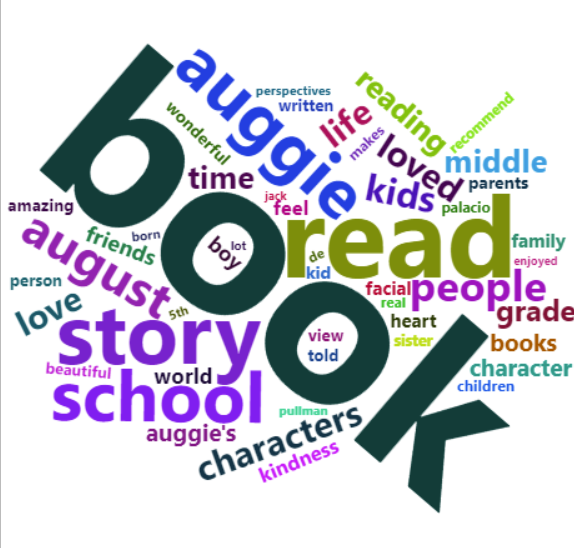 book
auggie
perspectives
written
reading
recommend
life
makes
wonderful
loved
middle
time
kids
parents
jack
feel
palacio
amazing
read
family
august
friends
born
boy
lot
de
kid
enjoyed
person
facial
people
real
love
5th
grade
heart
story
view
told
sister
books
beautiful
world
character
school
children
pullman
auggie's
characters
kindness